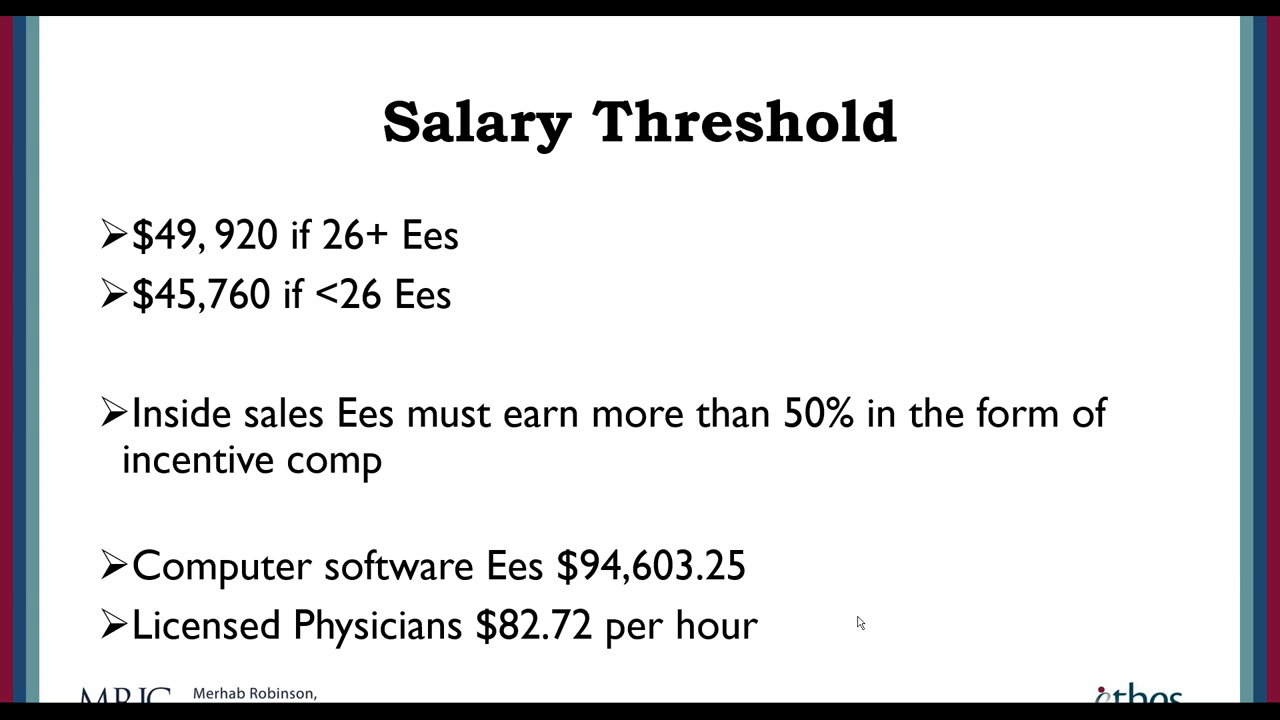 Salary Threshold
➢$49, 920 if 26+ Ees
➢$45,760 if <26 Ees
➢Inside sales Ees must earn more than 50% in the form of
incentive comp
➢Computer software Ees $94,603.25
➢Licensed Physicians $82.72 per hour
MRJC
Merhab Robinson,
ethos